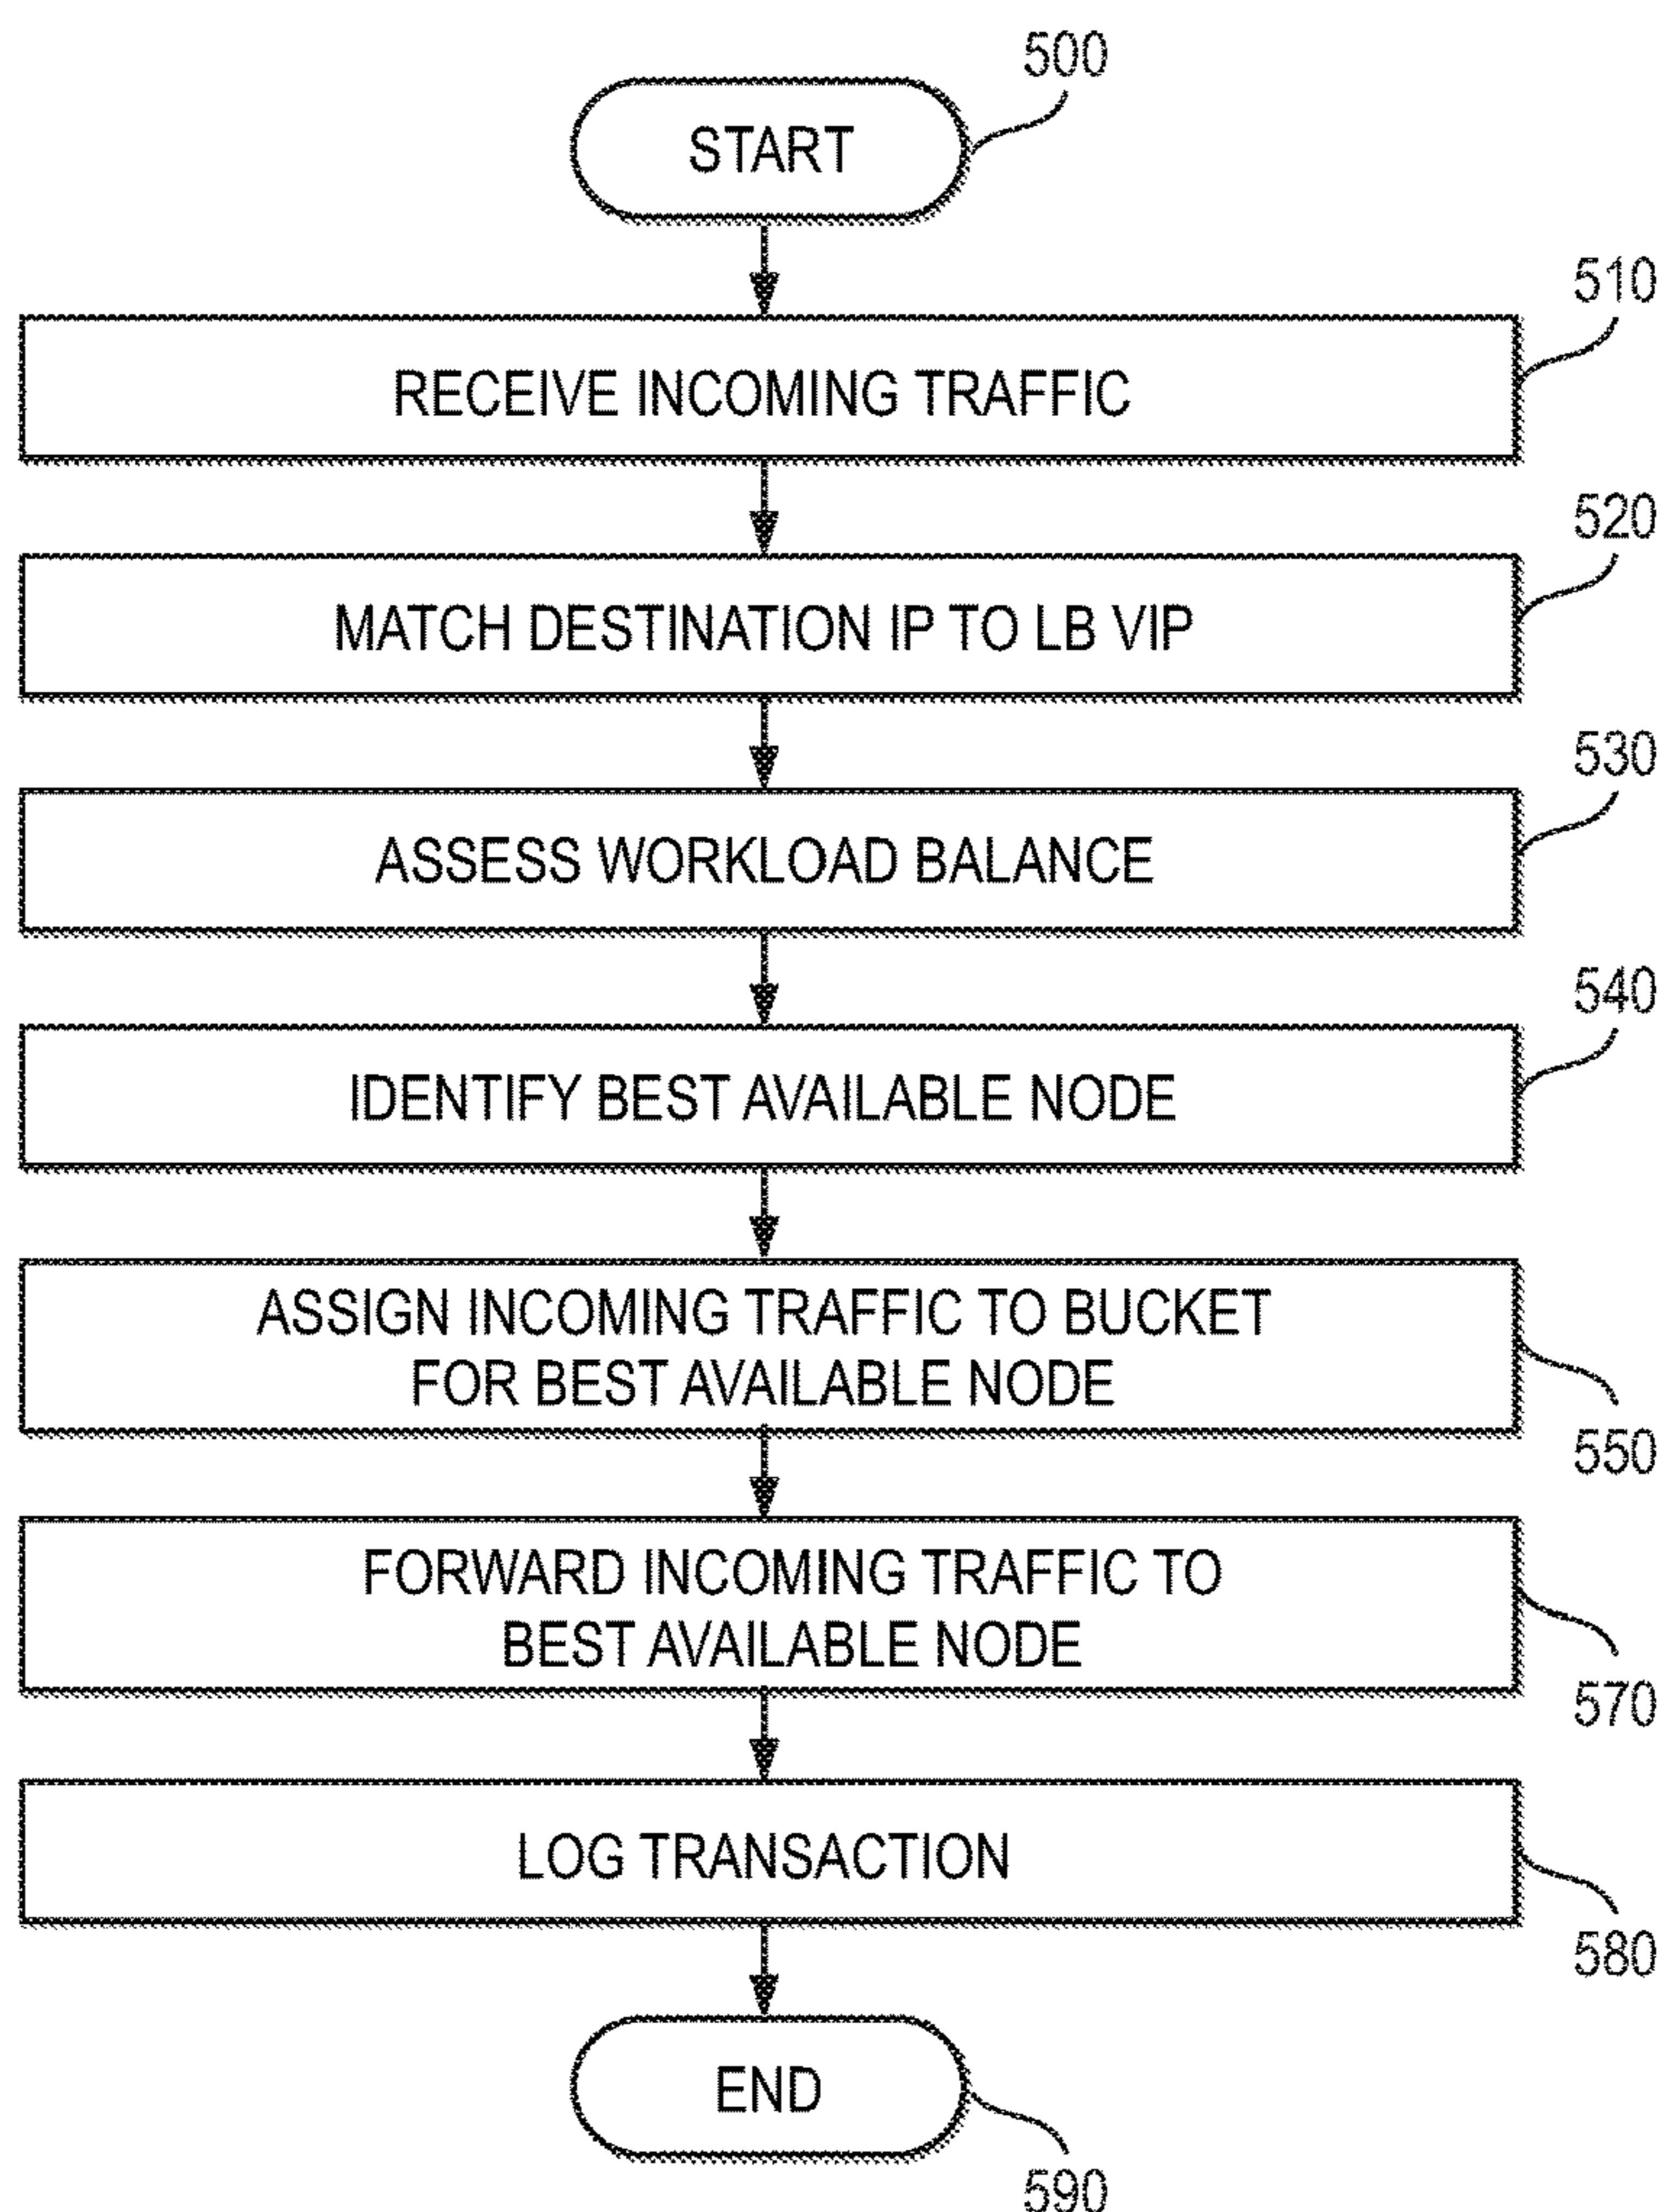 500
START
510
RECEIVE INCOMING TRAFFIC
520
MATCH DESTINATION IP TO LB VIP
530
ASSESS WORKLOAD BALANCE
540
IDENTIFY BEST AVAILABLE NODE
ASSIGN INCOMING TRAFFIC TO BUCKET
FOR BEST AVAILABLE NODE
550
FORWARD INCOMING TRAFFIC TO
BEST AVAILABLE NODE
570
LOG TRANSACTION
580
END
590